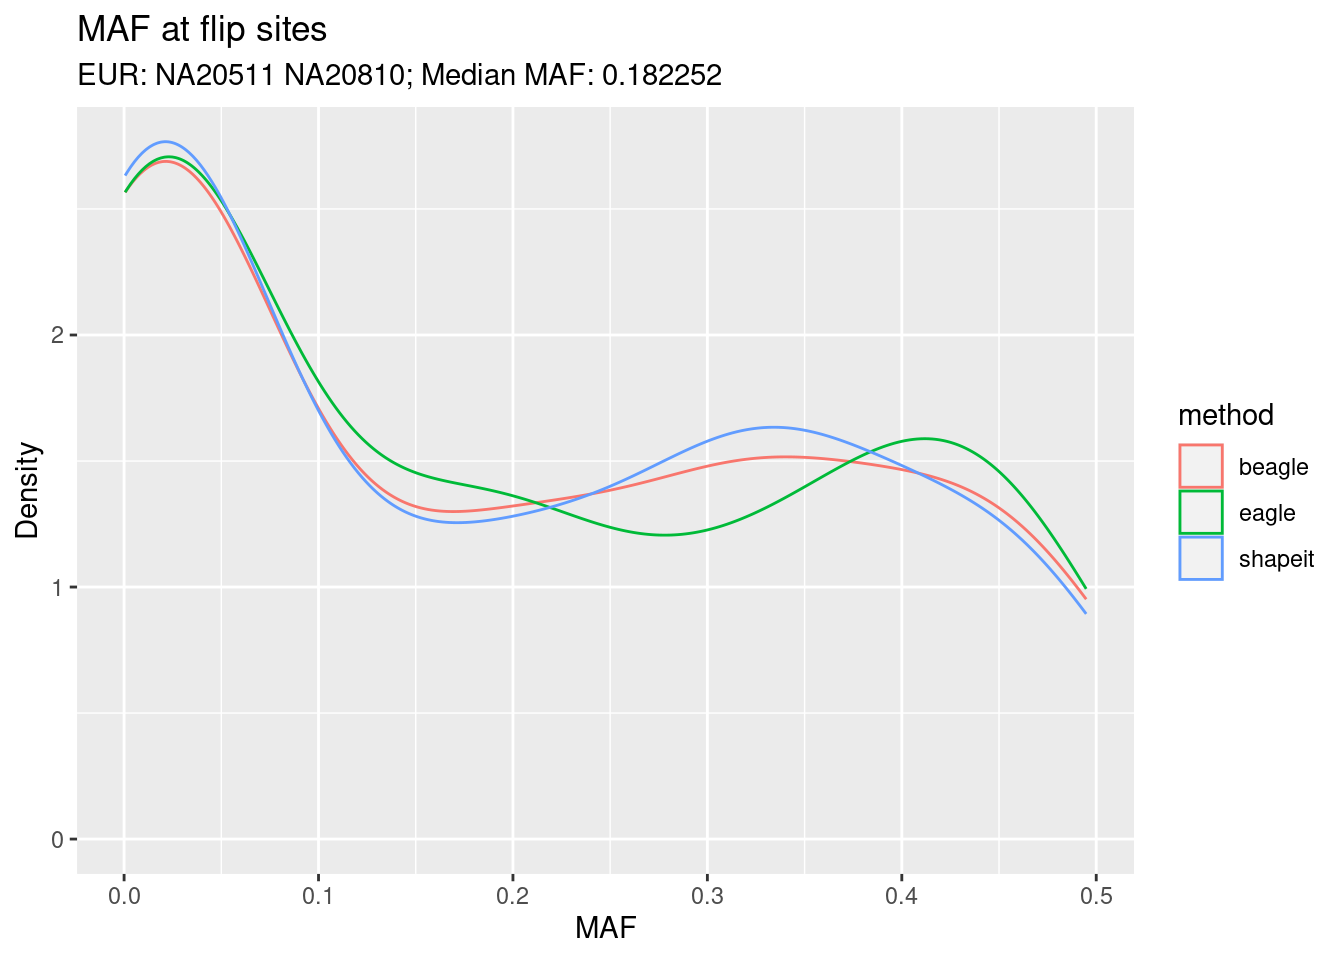 MAF at flip sites
EUR: NA20511 NA20810; Median MAF: 0.182252
Density
2
1
0
0.0 0.1 0.2 0.3 0.4 0.5
MAF
method
beagle
eagle
shapeit